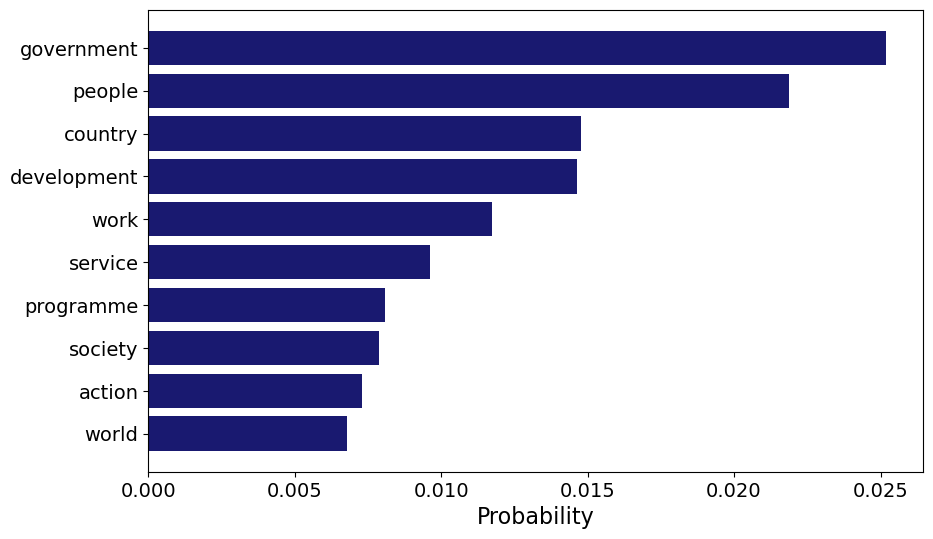 government
people
country
development
work
service
programme
society
action
world
0.000 0.005 0.010 0.015 0.020 0.025
Probability